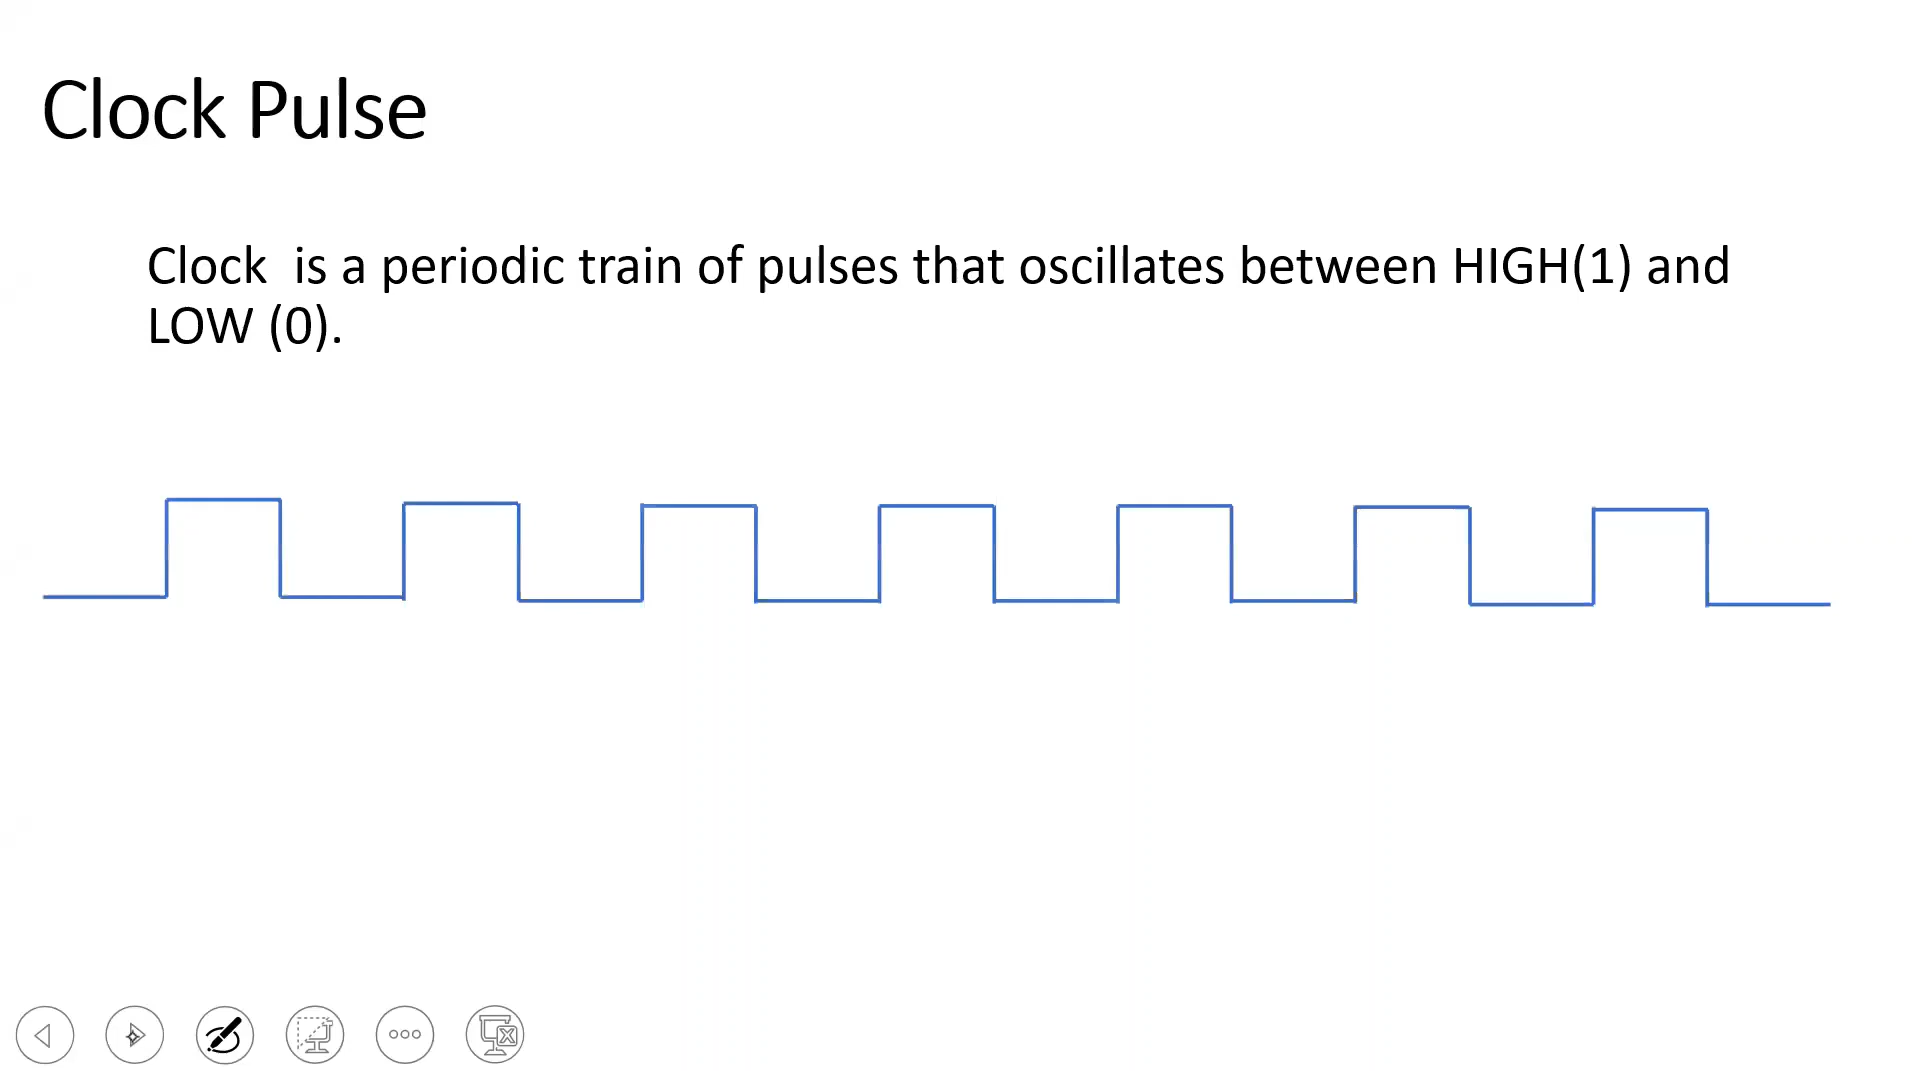 Clock Pulse
Clock  is a periodic train of pulses that oscillates between HIGH(1) and
LOW (0).